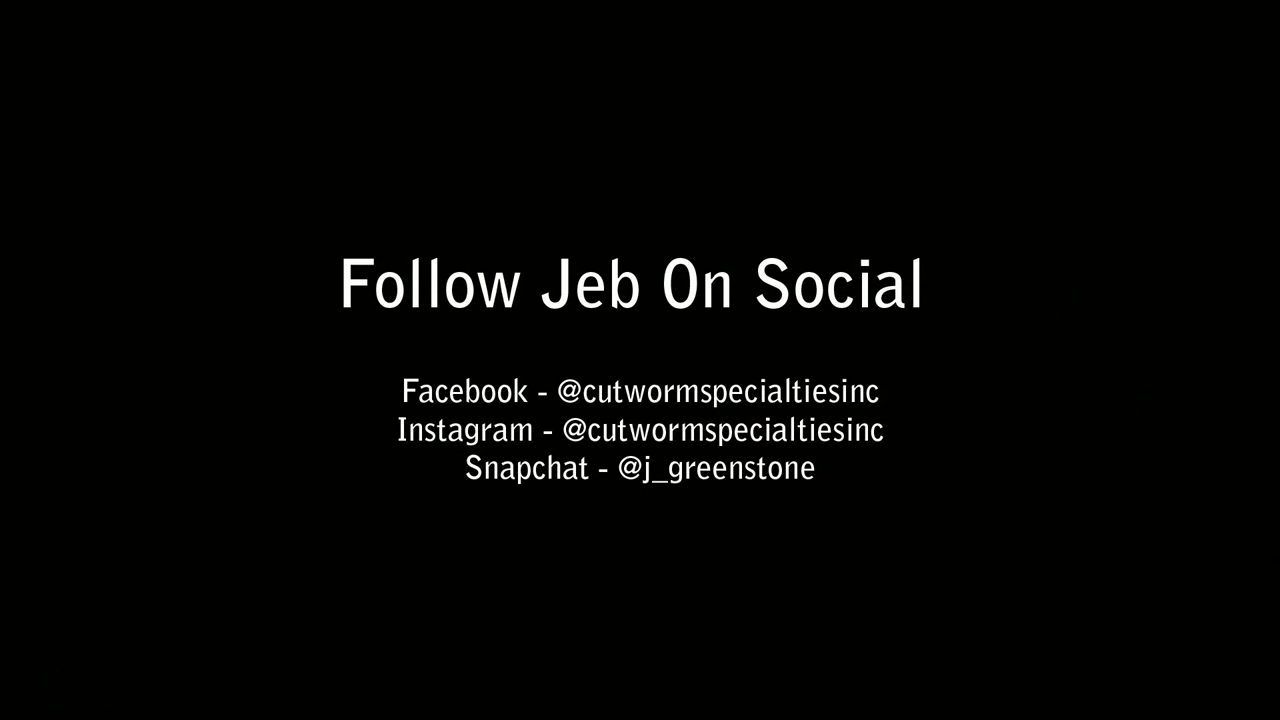 Follow Jeb On Social
Facebook - @cutwormspecialtiesinc
Instagram - @cutwormspecialtiesinc
Snapchat - @j_greenstone